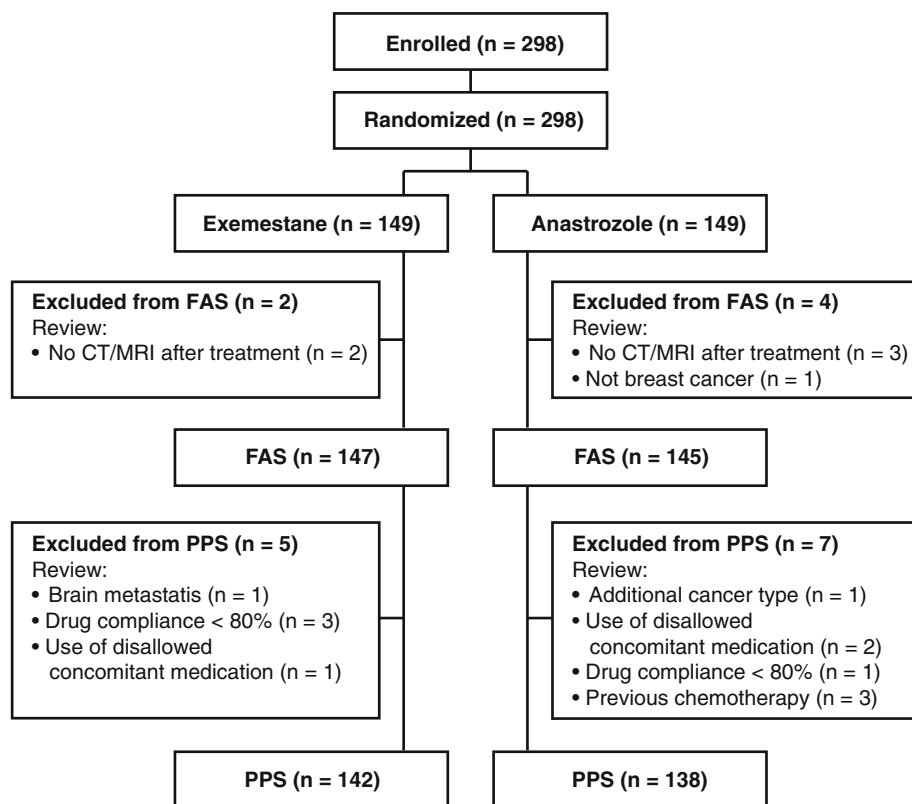 Enrolled (n = 298)
Randomized (n = 298)
Exemestane (n = 149)
Anastrozole (n = 149)
Excluded from FAS (n = 2)
Review:
• No CT/MRI after treatment (n = 2)
Excluded from FAS (n = 4)
Review:
• No CT/MRI after treatment (n = 3)
• Not breast cancer (n = 1)
FAS (n = 147)
FAS (n = 145)
Excluded from PPS (n = 5)
Review:
• Brain metastatis (n = 1)
• Drug compliance < 80% (n = 3)
• Use of disallowed
concomitant medication (n = 1)
Excluded from PPS (n = 7)
Review:
• Additional cancer type (n = 1)
• Use of disallowed
concomitant medication (n = 2)
• Drug compliance < 80% (n = 1)
• Previous chemotherapy (n = 3)
PPS (n = 142)
PPS (n = 138)